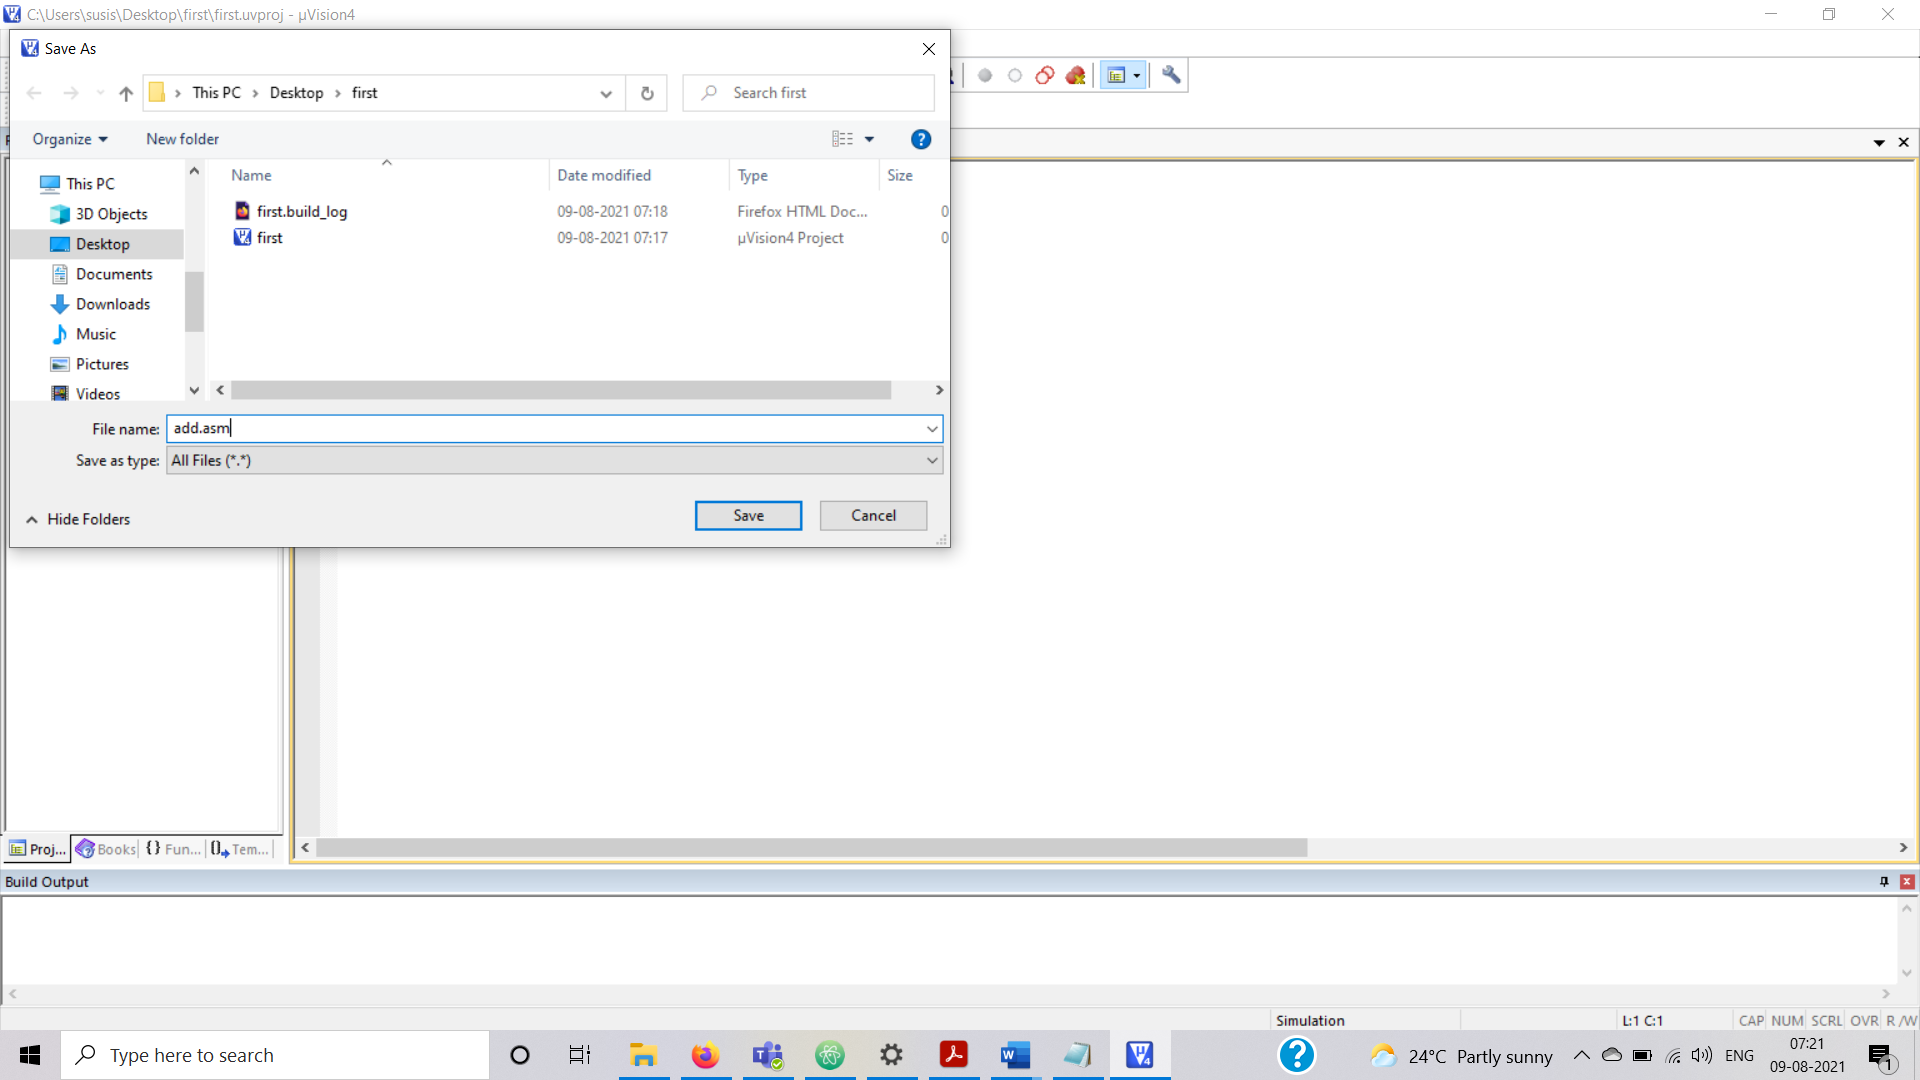 C:\Users\susis\Desktop\first\first.uvproj - µVision4
Save As
This PC > Desktop > first
Search first
Organize
New folder
Name
Date modified
Type
Size
This PC
3D Objects
Desktop
Documents
Downloads
Music
Pictures
Videos
first.build_log
09-08-2021 07:18
Firefox HTML Doc...
0
first
09-08-2021 07:17
µVision4 Project
0
File name:
add.asm
Save as type:
All Files (*.*)
Hide Folders
Save
Cancel
Proj...
Books
{} Fun...
Tem...
Build Output
Simulation
L:1 C:1
CAP NUM SCRL OVR R/W
Type here to search
24°C Partly sunny
ENG
07:21
09-08-2021
1